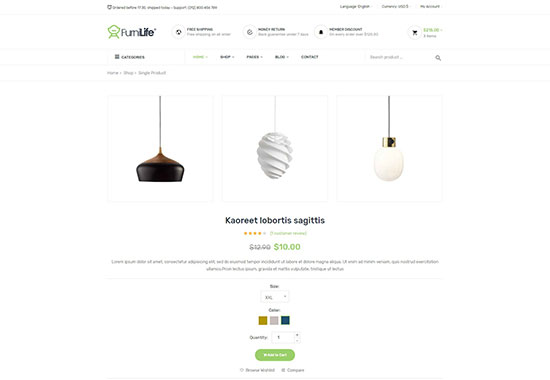 Ordered before 17:30, shipped today - Support: (012) 800 456 789
Language: English
Currency: USD $
My Account
FurniLife
FREE SHIPPING
Free shipping on all order
MONEY RETURN
Back guarantee under 7 days
MEMBER DISCOUNT
On every order over $120.00
$215.00
2 items
CATEGORIES
HOME
SHOP
PAGES
BLOG
CONTACT
Search product ...
Home > Shop > Single Product
Kaoreet lobortis sagittis
(1 customer review)
$12.90 $10.00
Lorem ipsum dolor sit amet, consectetur adipiscing elit, sed do eiusmod tempor incididunt ut labore et dolore magna aliqua. Ut enim ad minim veniam, quis nostrud exercitation
ullamco. Proin lectus ipsum, gravida et mattis vulputate, tristique ut lectus
Size:
XXL
Color:
Quantity:
1
Add to Cart
Wishlist
Compare